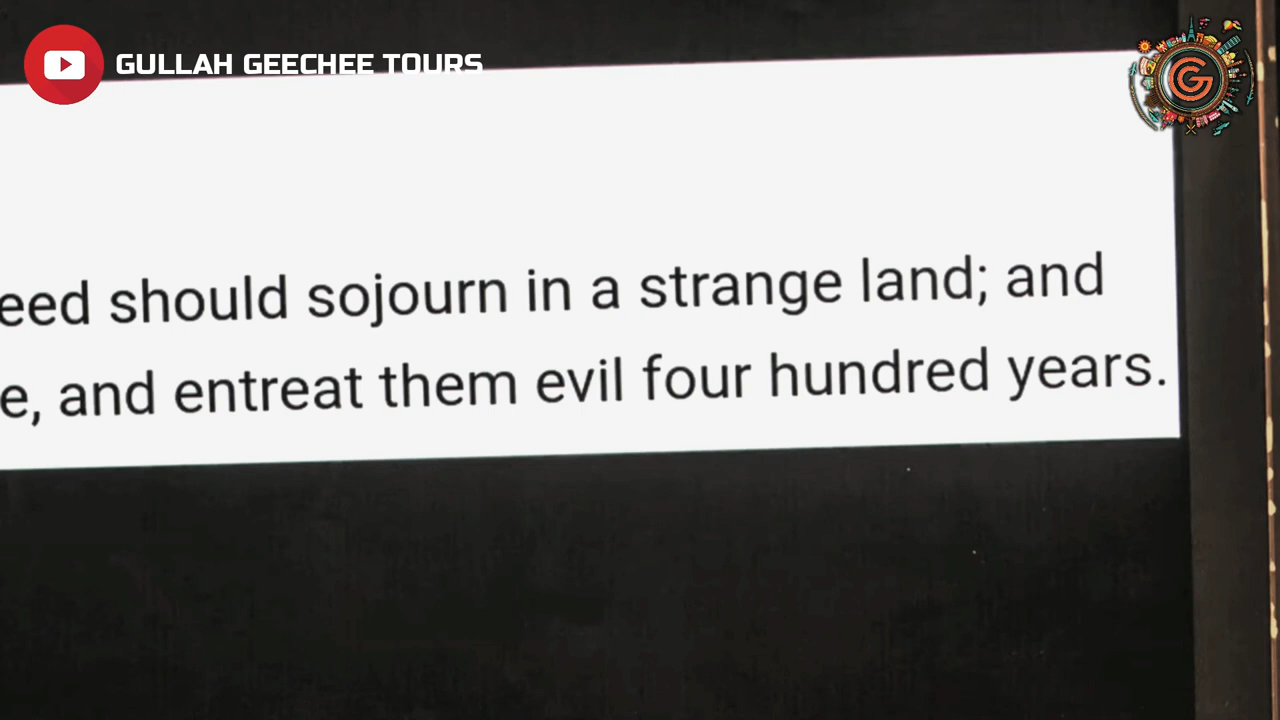 GULLAH GEECHEE TOURS
eed should sojourn in a strange land; and
e, and entreat them evil four hundred years.